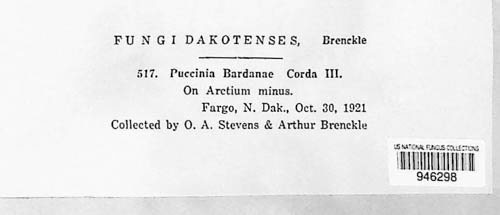 FUNGI DAKOTENSES, Brenckle
517. Puccinia Bardanae Corda III.
On Arctium minus.
Fargo, N. Dak., Oct. 30, 1921
Collected by O. A. Stevens & Arthur Brenckle
US NATIONAL FUNGUS COLLECTIONS
946298